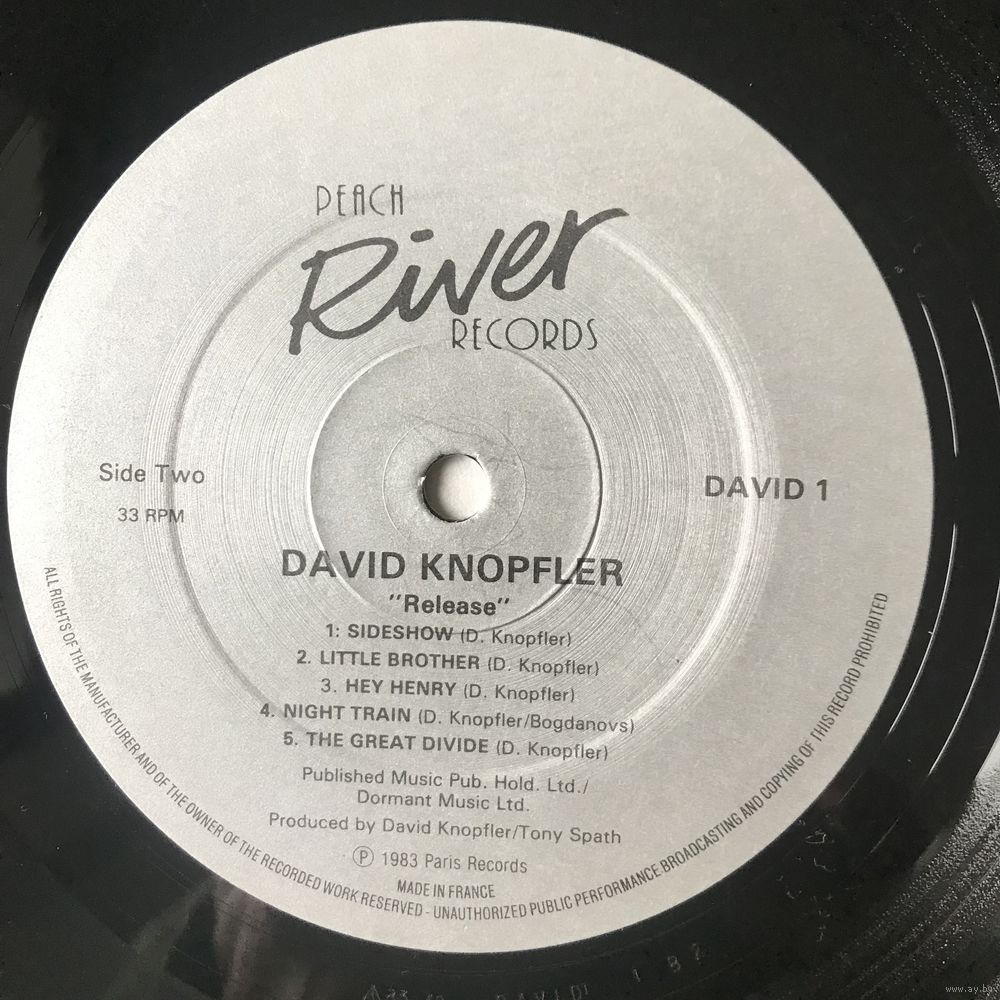 PEACH
River
RECORDS
Side Two
33 RPM
DAVID 1
DAVID KNOPFLER
"Release"
1: SIDESHOW (D. Knopfler)
2. LITTLE BROTHER (D. Knopfler)
3. HEY HENRY (D. Knopfler)
4. NIGHT TRAIN (D. Knopfler/Bogdanovs)
5. THE GREAT DIVIDE (D. Knopfler)
Published Music Pub. Hold. Ltd./
Dormant Music Ltd.
Produced by David Knopfler/Tony Spath
Ⓟ 1983 Paris Records
MADE IN FRANCE
ALL RIGHTS OF THE MANUFACTURER AND OF THE OWNER OF THE RECORDED WORK RESERVED - UNAUTHORIZED PUBLIC PERFORMANCE BROADCASTING AND COPYING OF THIS RECORD PROHIBITED
www.ay.by